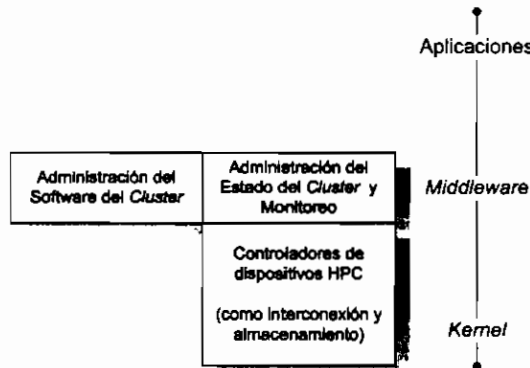 Aplicaciones
Administración del
Software del Cluster
Administración del
Estado del Cluster y
Monitoreo
Middleware
Controladores de
dispositivos HPC
(como interconexión y
almacenamiento)
Kernel